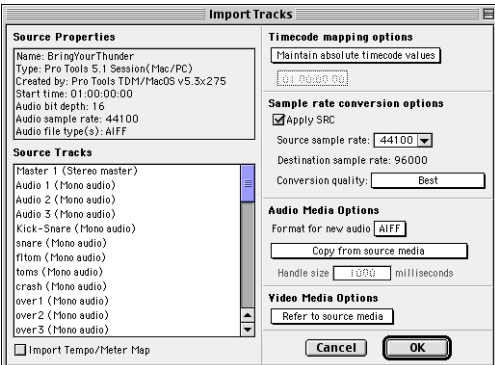 Import Tracks
Source Properties
Name: BringYourThunder
Type: Pro Tools 5.1 Session(Mac/PC)
Created by: Pro Tools TDM/MacOS v5.3x275
Start time: 01:00:00:00
Audio bit depth: 16
Audio sample rate: 44100
Audio file type(s): AIFF
Source Tracks
Master 1 (Stereo master)
Audio 1 (Mono audio)
Audio 2 (Mono audio)
Audio 3 (Mono audio)
Kick-Snare (Mono audio)
snare (Mono audio)
fltom (Mono audio)
toms (Mono audio)
crash (Mono audio)
over1 (Mono audio)
over2 (Mono audio)
over3 (Mono audio)
Import Tempo/Meter Map
Timecode mapping options
Maintain absolute timecode values
01:00:00:00
Sample rate conversion options
Apply SRC
Source sample rate: 44100
Destination sample rate: 96000
Conversion quality: Best
Audio Media Options
Format for new audio AIFF
Copy from source media
Handle size 1000 milliseconds
Video Media Options
Refer to source media
Cancel OK